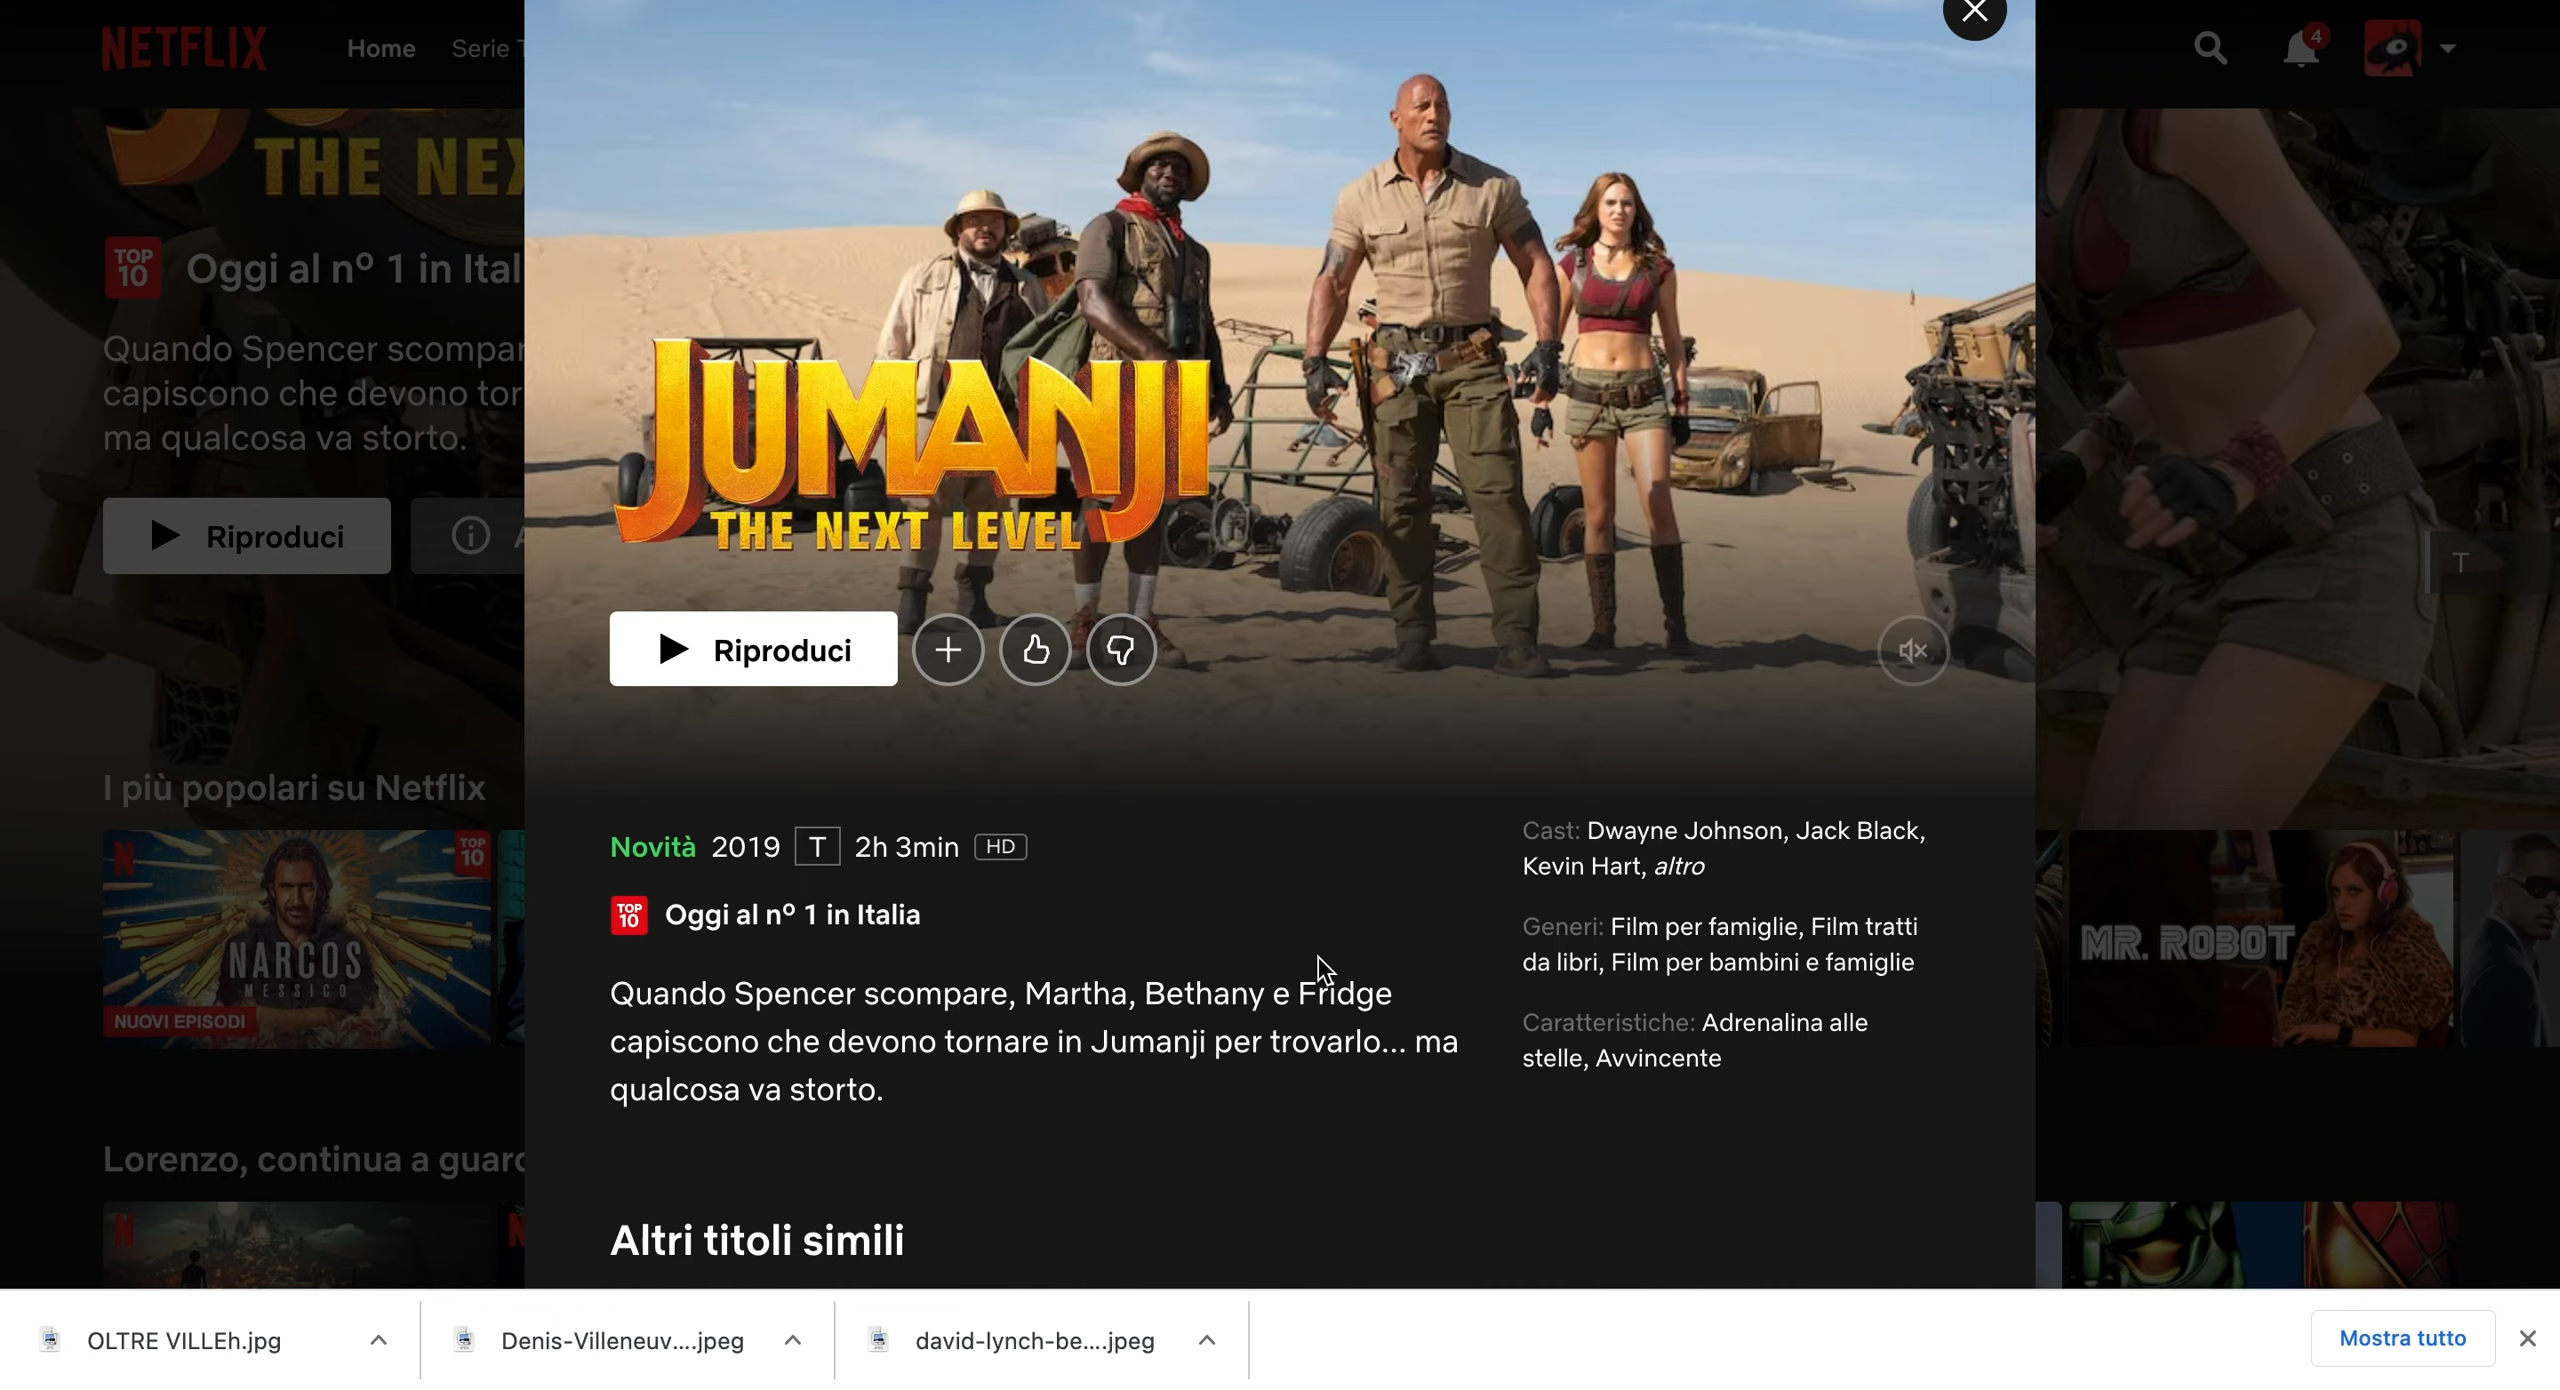 NETFLIX
Home
Serie T
4
THE NEX
TOP 10 Oggi al nº 1 in Ital
Quando Spencer scompar
capiscono che devono tor
ma qualcosa va storto.
Riproduci
T
I più popolari su Netflix
N
TOP 10
NARCOS
MESSICO
NUOVI EPISODI
MR. ROBOT
Lorenzo, continua a guard
N
JUMANJI
THE NEXT LEVEL
Riproduci
Novità 2019 T 2h 3min HD
TOP 10 Oggi al nº 1 in Italia
Quando Spencer scompare, Martha, Bethany e Fridge
capiscono che devono tornare in Jumanji per trovarlo... ma
qualcosa va storto.
Cast: Dwayne Johnson, Jack Black,
Kevin Hart, altro
Generi: Film per famiglie, Film tratti
da libri, Film per bambini e famiglie
Caratteristiche: Adrenalina alle
stelle, Avvincente
Altri titoli simili
OLTRE VILLEh.jpg
Denis-Villeneuv....jpeg
david-lynch-be....jpeg
Mostra tutto